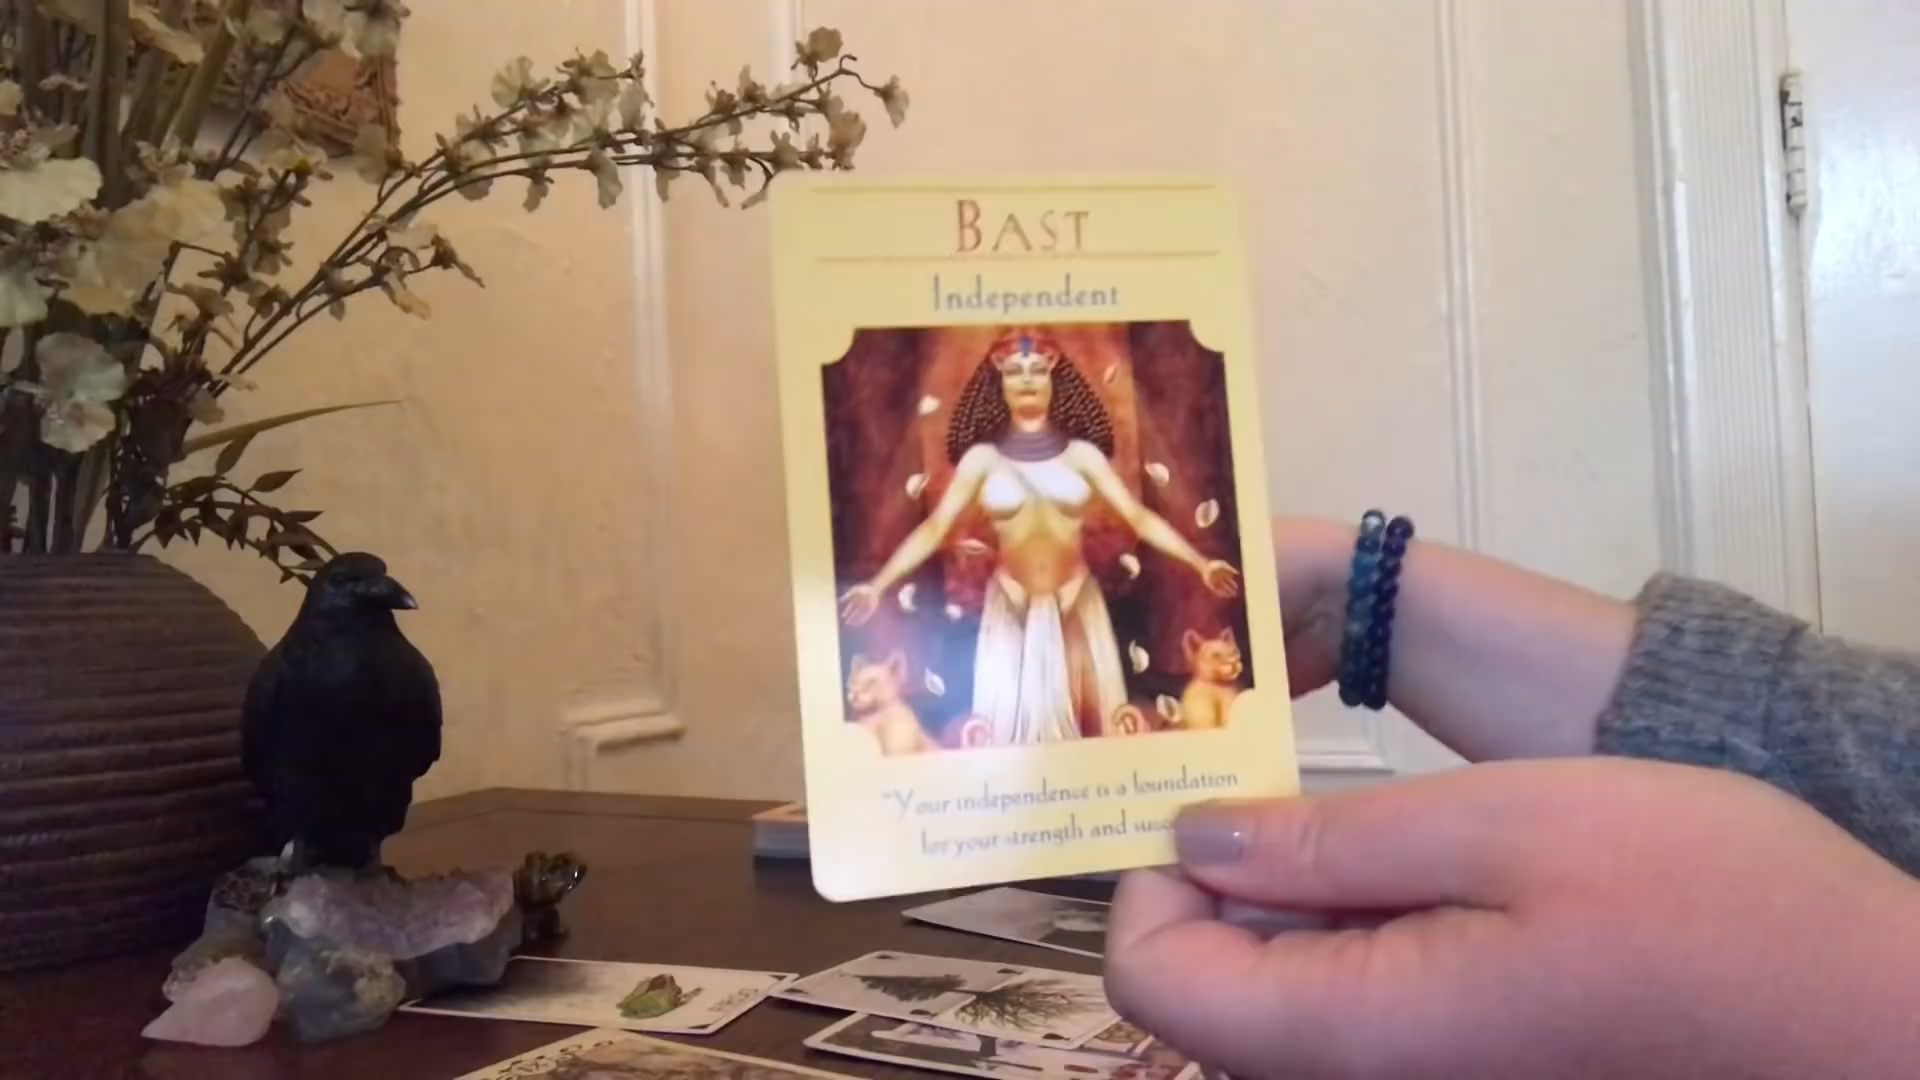 BAST
Independent
"Your independence is a foundation
for your strength and